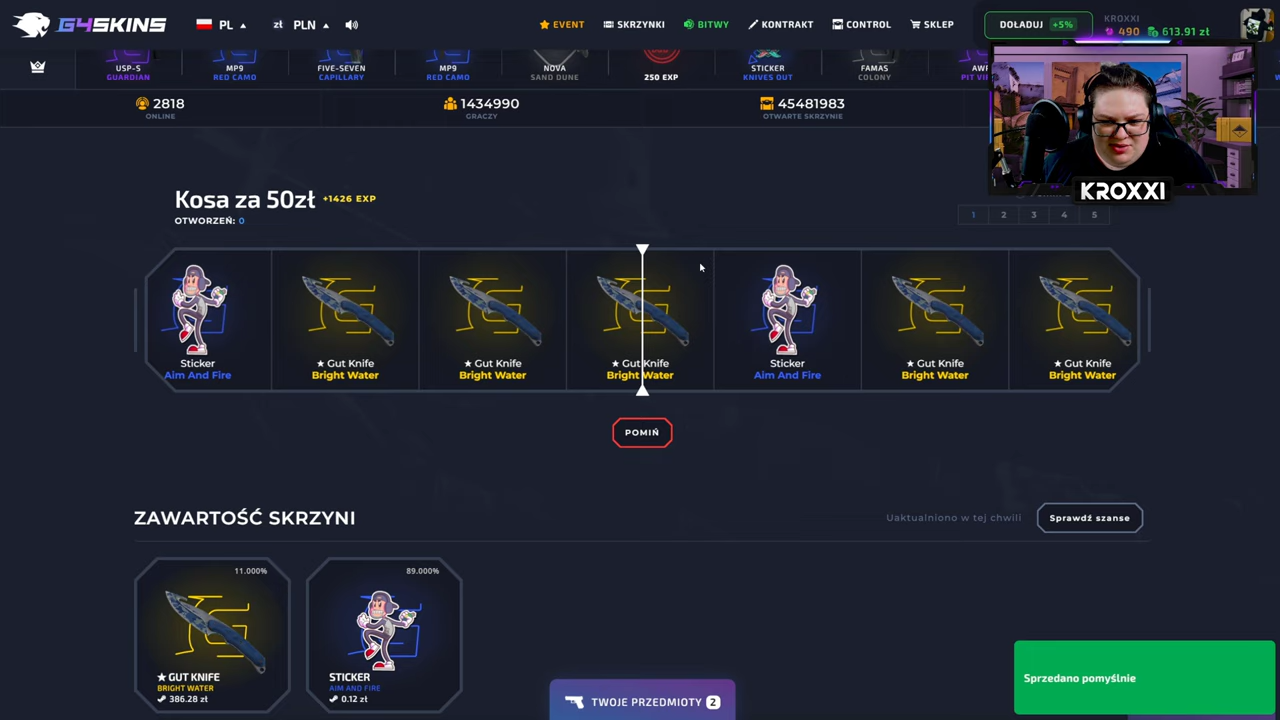 G4SKINS
PL
zł PLN
EVENT
SKRZYNKI
BITWY
KONTRAKT
CONTROL
SKLEP
DOŁADUJ +5%
KROXXI
490 613.91 zł
USP-S
GUARDIAN
MP9
RED CAMO
FIVE-SEVEN
CAPILLARY
MP9
RED CAMO
NOVA
SAND DUNE
250 EXP
STICKER
KNIVES OUT
FAMAS
COLONY
2818
ONLINE
1434990
GRACZY
45481983
OTWARTE SKRZYNIE
KROXXI
Kosa za 50zł +1426 EXP
OTWORZEŃ: 0
1 2 3 4 5
Sticker
Aim And Fire
★ Gut Knife
Bright Water
★ Gut Knife
Bright Water
★ Gut Knife
Bright Water
Sticker
Aim And Fire
★ Gut Knife
Bright Water
★ Gut Knife
Bright Water
POMIŃ
ZAWARTOŚĆ SKRZYNI
Uaktualniono w tej chwili
Sprawdź szanse
11.000%
★ GUT KNIFE
BRIGHT WATER
386.28 zł
89.000%
STICKER
AIM AND FIRE
0.12 zł
TWOJE PRZEDMIOTY 2
Sprzedano pomyślnie